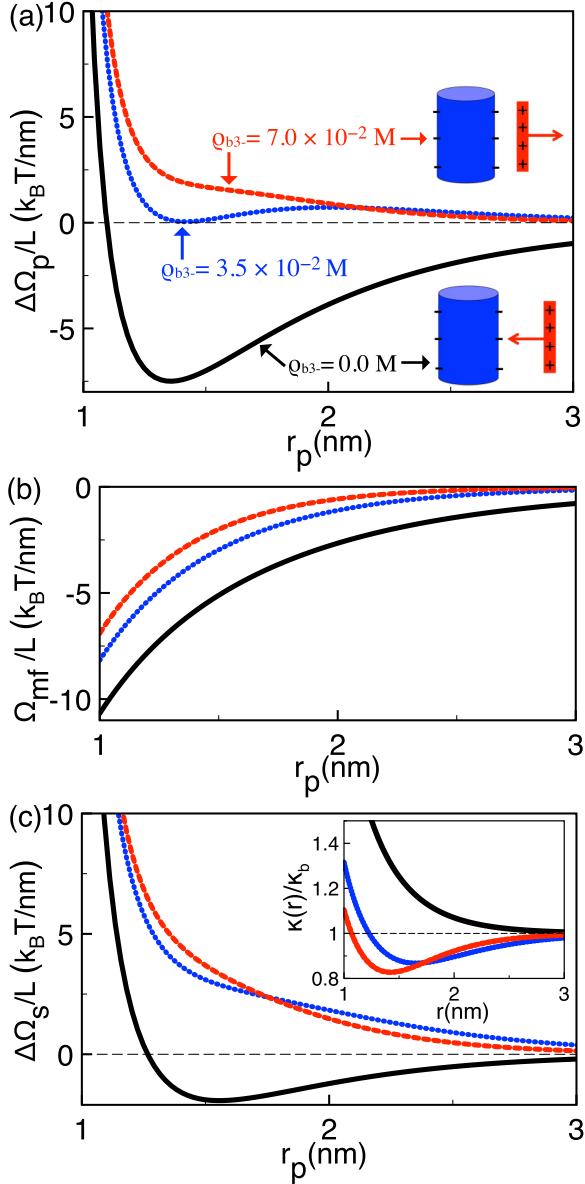 (a)
10
5
0
-5
ΔΩp/L (kBT/nm)
ϱb3-= 7.0 × 10−2 M
+
+
+
+
ϱb3-= 3.5 × 10−2 M
ϱb3-= 0.0 M
+
+
+
+
1 2 3
rp(nm)
(b)
0
-5
-10
Ωmf /L (kBT/nm)
1 2 3
rp(nm)
(c)
10
5
0
ΔΩs/L (kBT/nm)
1.4
1.2
1
0.8
κ(r)/κb
1 2 3
r(nm)
1 2 3
rp(nm)